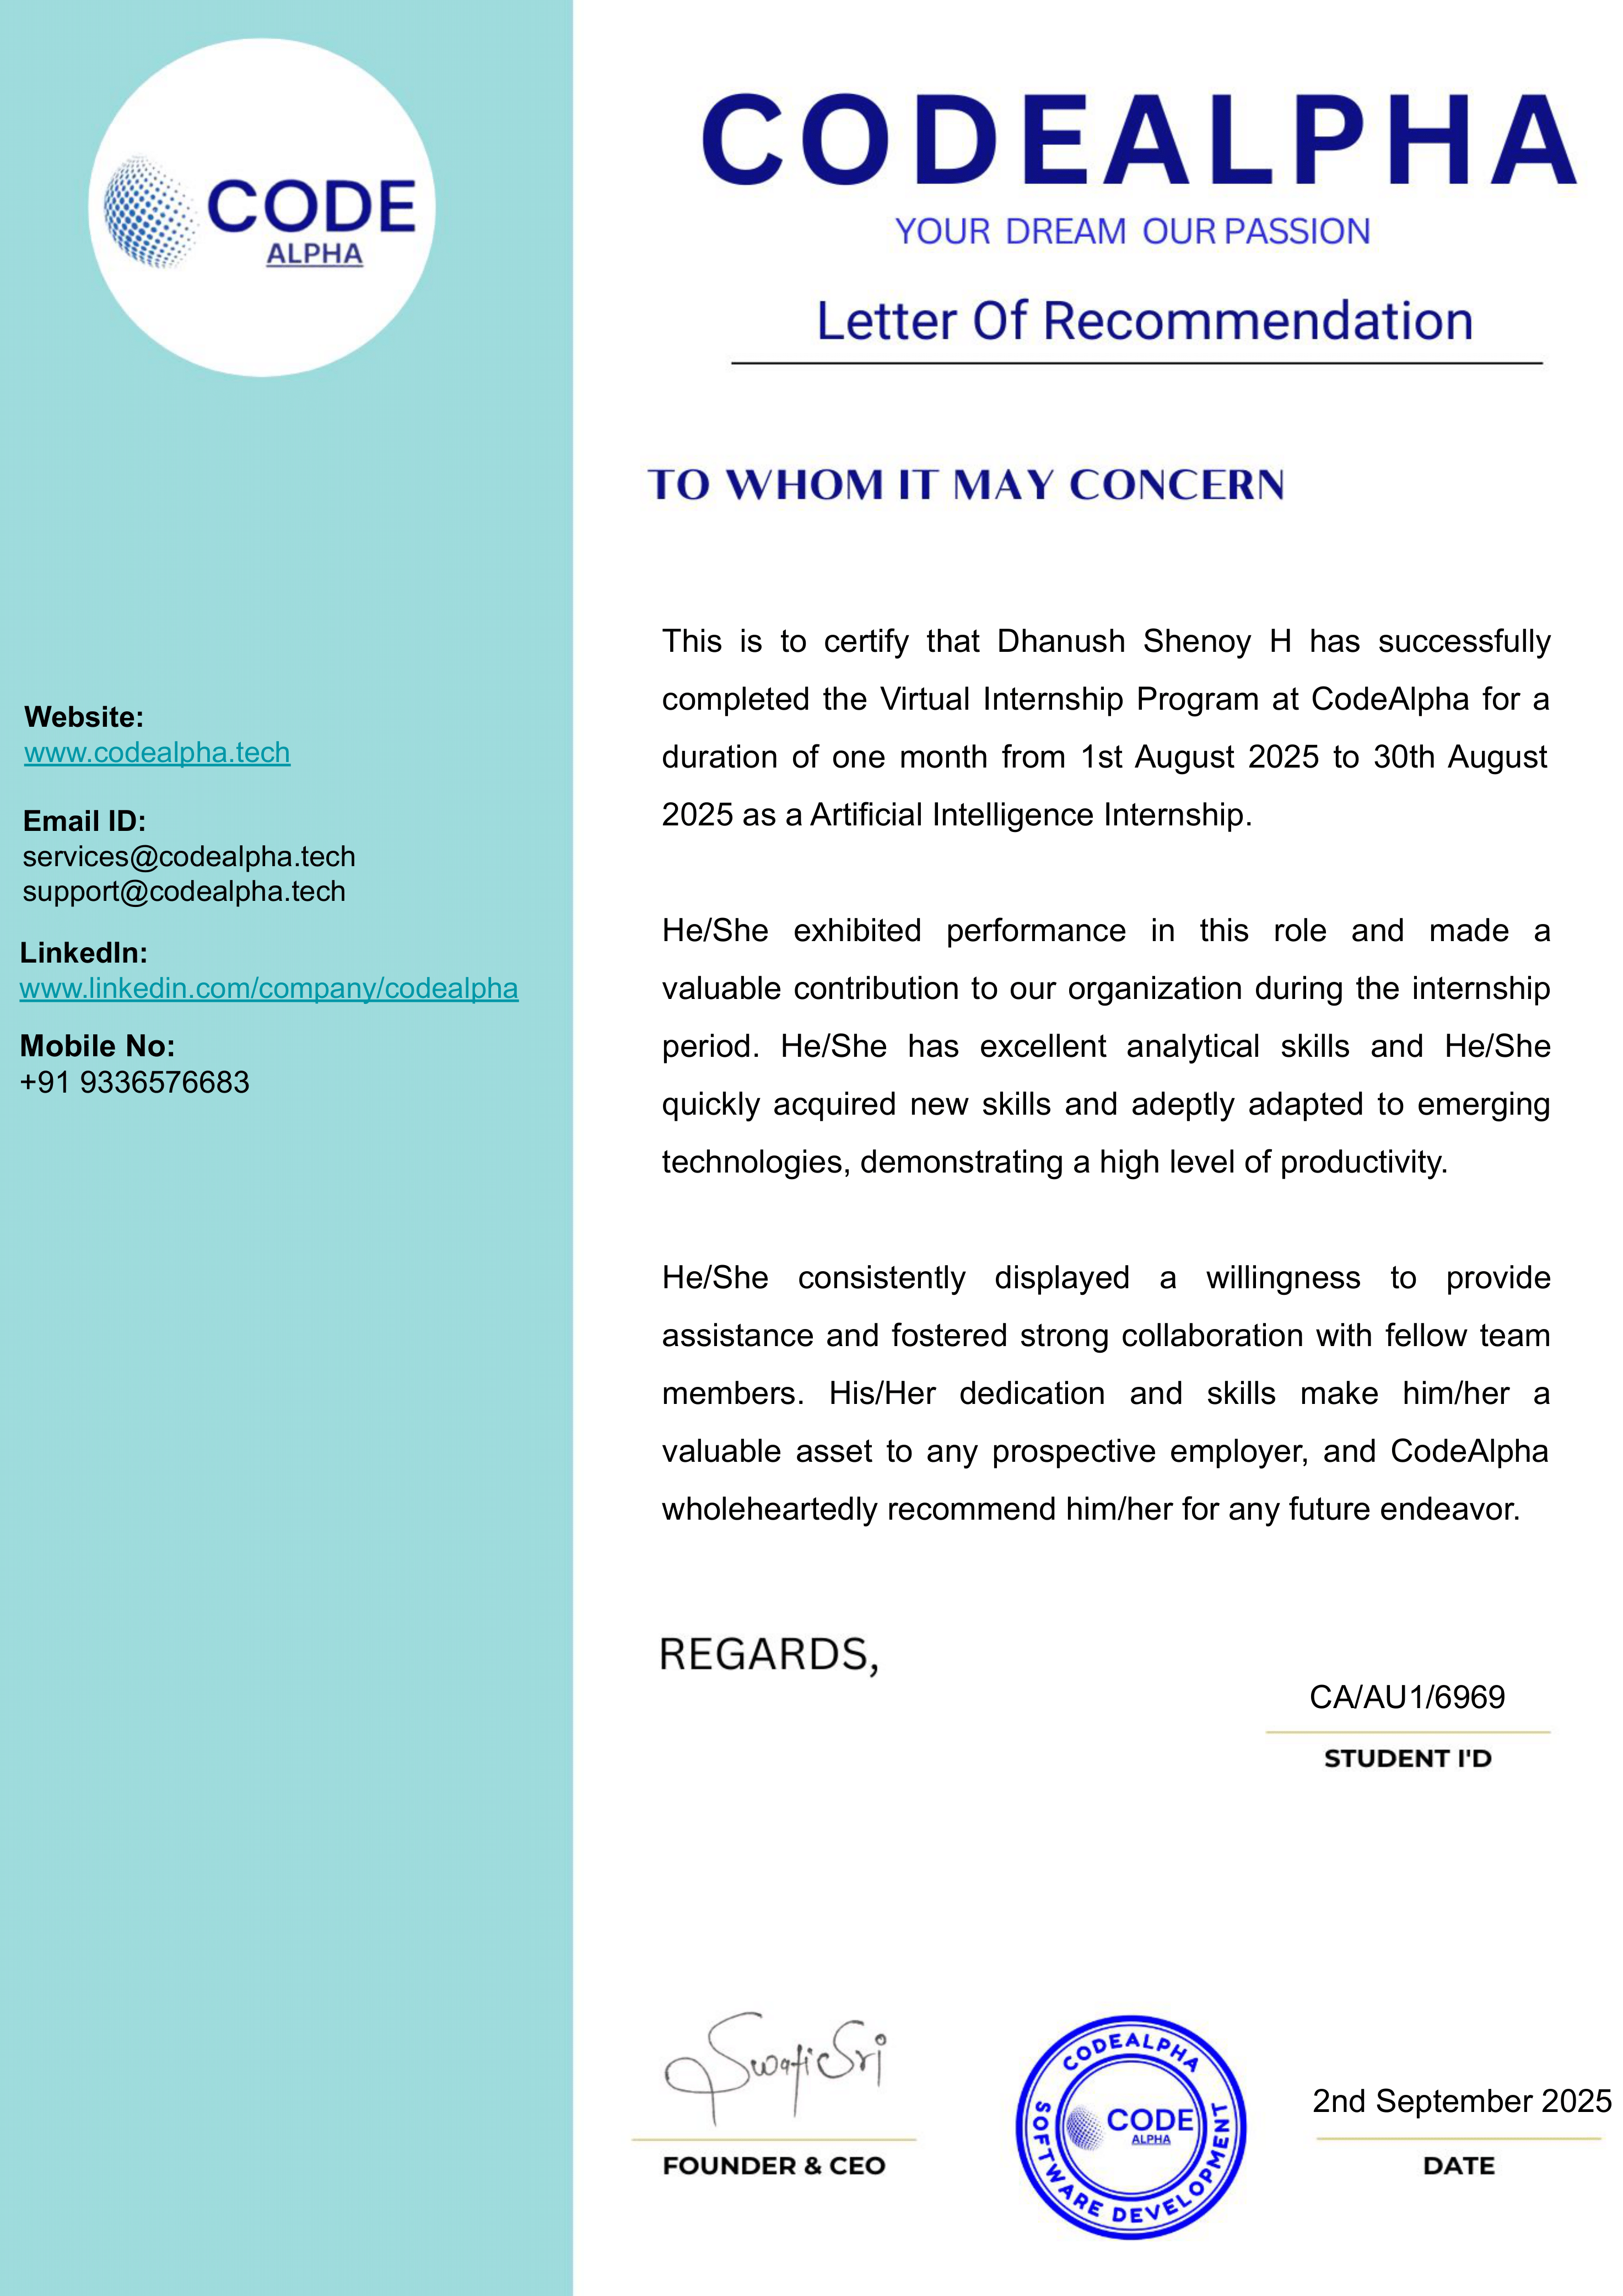 CODE
ALPHA
CODEALPHA
YOUR DREAM OUR PASSION
Letter Of Recommendation
TO WHOM IT MAY CONCERN
Website:
www.codealpha.tech
Email ID:
services@codealpha.tech
support@codealpha.tech
LinkedIn:
www.linkedin.com/company/codealpha
Mobile No:
+91 9336576683
This is to certify that Dhanush Shenoy H has successfully
completed the Virtual Internship Program at CodeAlpha for a
duration of one month from 1st August 2025 to 30th August
2025 as a Artificial Intelligence Internship.
He/She exhibited performance in this role and made a
valuable contribution to our organization during the internship
period. He/She has excellent analytical skills and He/She
quickly acquired new skills and adeptly adapted to emerging
technologies, demonstrating a high level of productivity.
He/She consistently displayed a willingness to provide
assistance and fostered strong collaboration with fellow team
members. His/Her dedication and skills make him/her a
valuable asset to any prospective employer, and CodeAlpha
wholeheartedly recommend him/her for any future endeavor.
REGARDS,
CA/AU1/6969
STUDENT I'D
Swati Sri
FOUNDER & CEO
CODEALPHA
SOFTWARE DEVELOPMENT
CODE
ALPHA
2nd September 2025
DATE